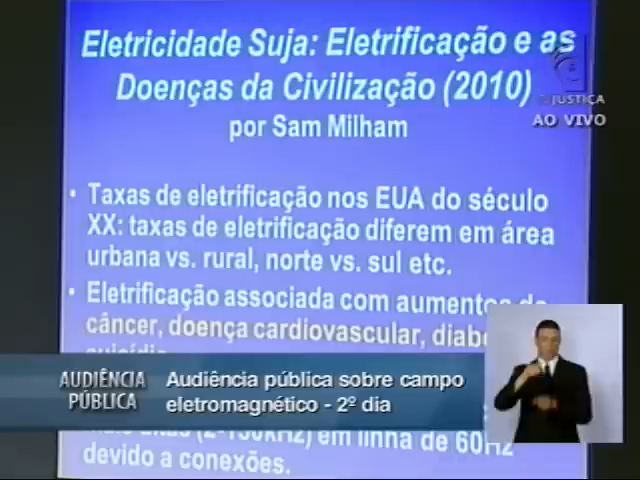 Eletricidade Suja: Eletrificação e as
Doenças da Civilização (2010)
por Sam Milham
JUSTIÇA
AO VIVO
• Taxas de eletrificação nos EUA do século
XX: taxas de eletrificação diferem em área
urbana vs. rural, norte vs. sul etc.
• Eletrificação associada com aumentos de
câncer, doença cardiovascular,
AUDIÊNCIA
PÚBLICA
Audiência pública sobre campo
eletromagnético - 2º dia
em linha de 60Hz
devido a conexões.